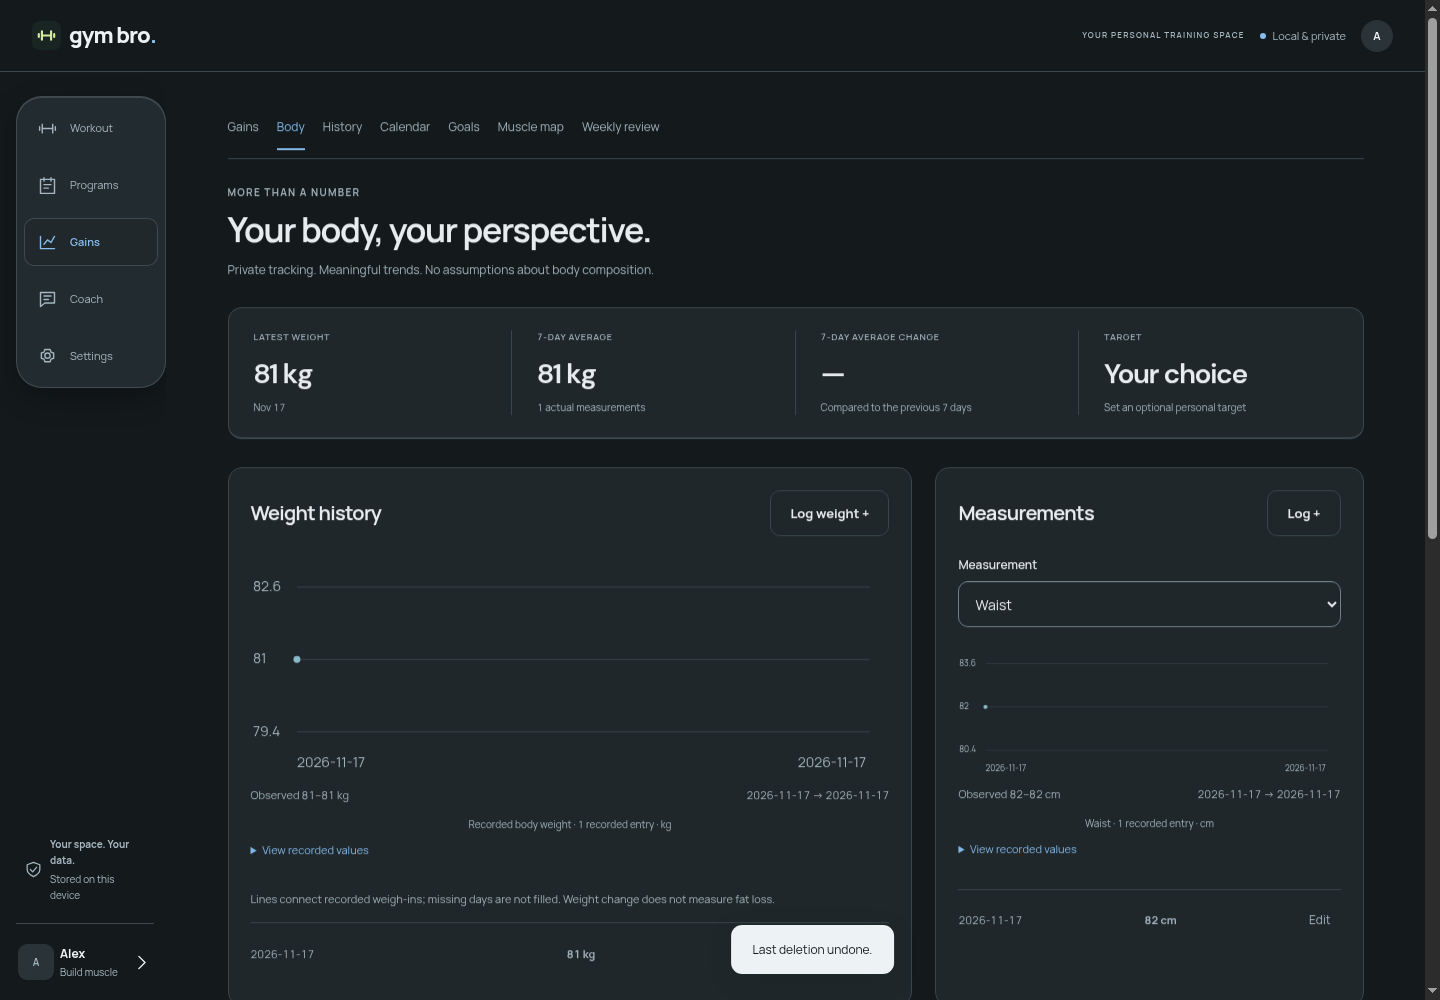 gym bro.
YOUR PERSONAL TRAINING SPACE
Local & private
A
Workout
Programs
Gains
Coach
Settings
Your space. Your
data.
Stored on this
device
A
Alex
Build muscle
Gains
Body
History
Calendar
Goals
Muscle map
Weekly review
MORE THAN A NUMBER
Your body, your perspective.
Private tracking. Meaningful trends. No assumptions about body composition.
LATEST WEIGHT
81 kg
Nov 17
7-DAY AVERAGE
81 kg
1 actual measurements
7-DAY AVERAGE CHANGE
—
Compared to the previous 7 days
TARGET
Your choice
Set an optional personal target
Weight history
Log weight +
82.6
81
79.4
2026-11-17
2026-11-17
Observed 81–81 kg
2026-11-17 → 2026-11-17
Recorded body weight · 1 recorded entry · kg
View recorded values
Lines connect recorded weigh-ins; missing days are not filled. Weight change does not measure fat loss.
2026-11-17
81 kg
Measurements
Log +
Measurement
Waist
83.6
82
80.4
2026-11-17
2026-11-17
Observed 82–82 cm
2026-11-17 → 2026-11-17
Waist · 1 recorded entry · cm
View recorded values
2026-11-17
82 cm
Edit
Last deletion undone.